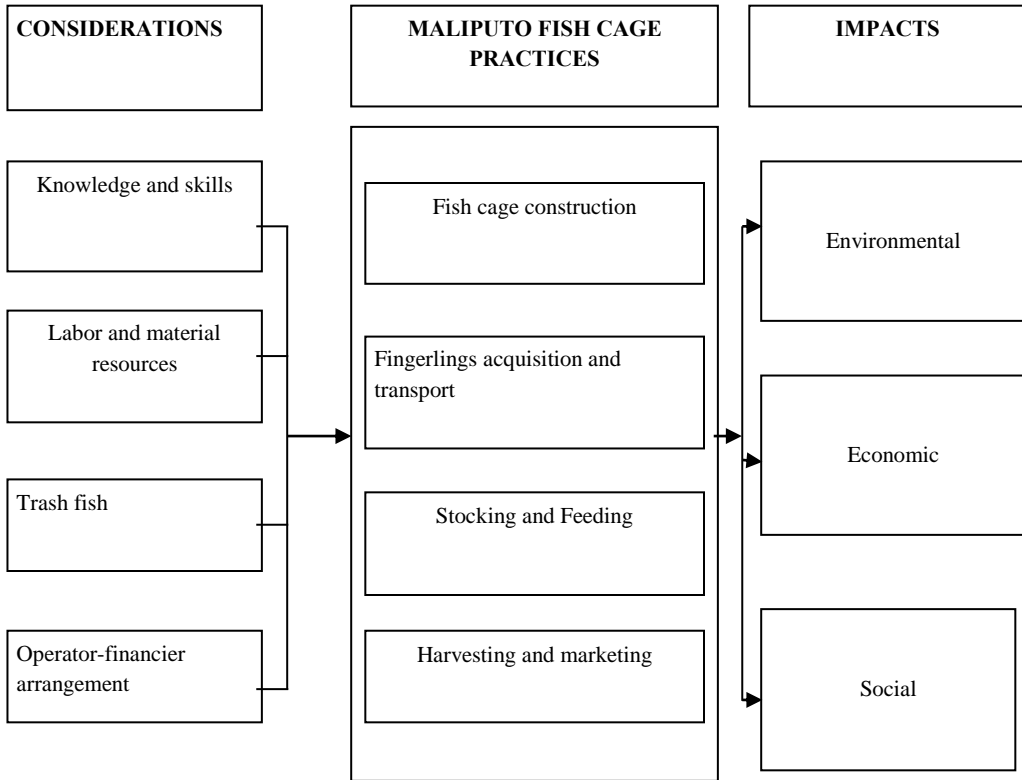 CONSIDERATIONS
MALIPUTO FISH CAGE
PRACTICES
IMPACTS
Knowledge and skills
Labor and material
resources
Trash fish
Operator-financier
arrangement
Fish cage construction
Fingerlings acquisition and
transport
Stocking and Feeding
Harvesting and marketing
Environmental
Economic
Social